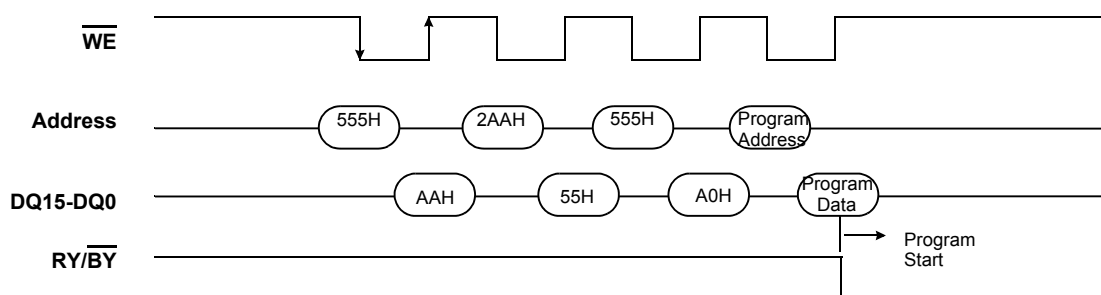 WE
Address
555H
2AAH
555H
Program
Address
DQ15-DQ0
AAH
55H
A0H
Program
Data
RY/BY
Program
Start